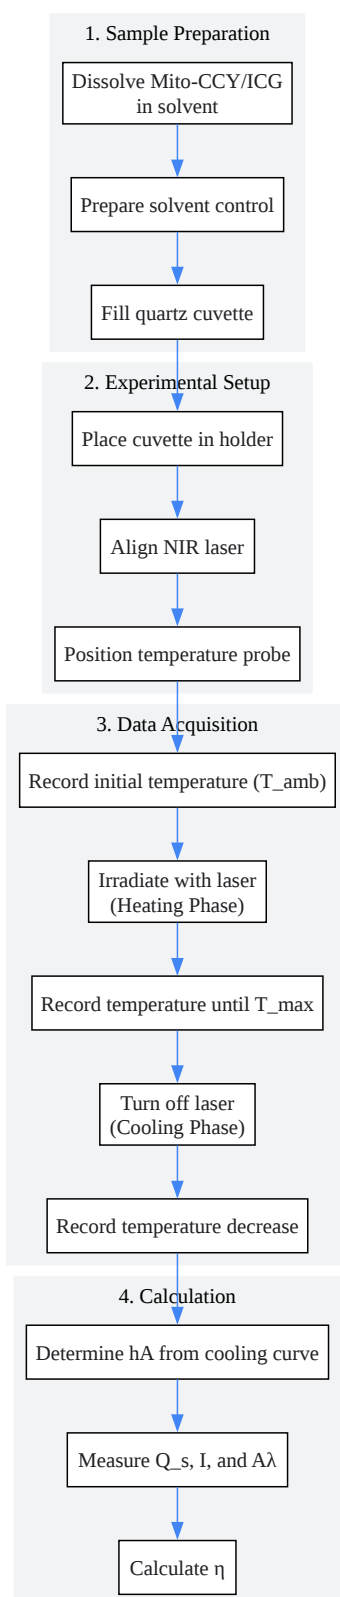 1. Sample Preparation
Dissolve Mito-CCY/ICG
in solvent
Prepare solvent control
Fill quartz cuvette
2. Experimental Setup
Place cuvette in holder
Align NIR laser
Position temperature probe
3. Data Acquisition
Record initial temperature (T_amb)
Irradiate with laser
(Heating Phase)
Record temperature until T_max
Turn off laser
(Cooling Phase)
Record temperature decrease
4. Calculation
Determine hA from cooling curve
Measure Q_s, I, and Aλ
Calculate η